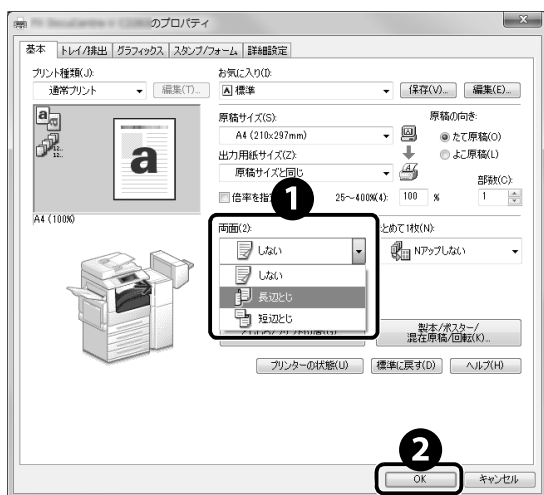 のプロパティ
基本 トレイ/排出 グラフィックス スタンプ/フォーム 詳細設定
プリント種類(J):
通常プリント 編集(T)...
お気に入り(I):
A 標準 保存(V)... 編集(E)...
原稿サイズ(S):
A4 (210x297mm)
原稿の向き:
たて原稿(O)
よこ原稿(L)
出力用紙サイズ(Z):
原稿サイズと同じ
部数(C):
倍率を指 25~400%(4): 100 % 1
a
a
12..
12..
A4 (100%)
1
両面(2):
しない
しない
長辺とじ
短辺とじ
とめて1枚(N):
Nアップしない
製本/ポスター/
混在原稿/回転(K)...
プリンターの状態(U) 標準に戻す(D) ヘルプ(H)
2
OK キャンセル